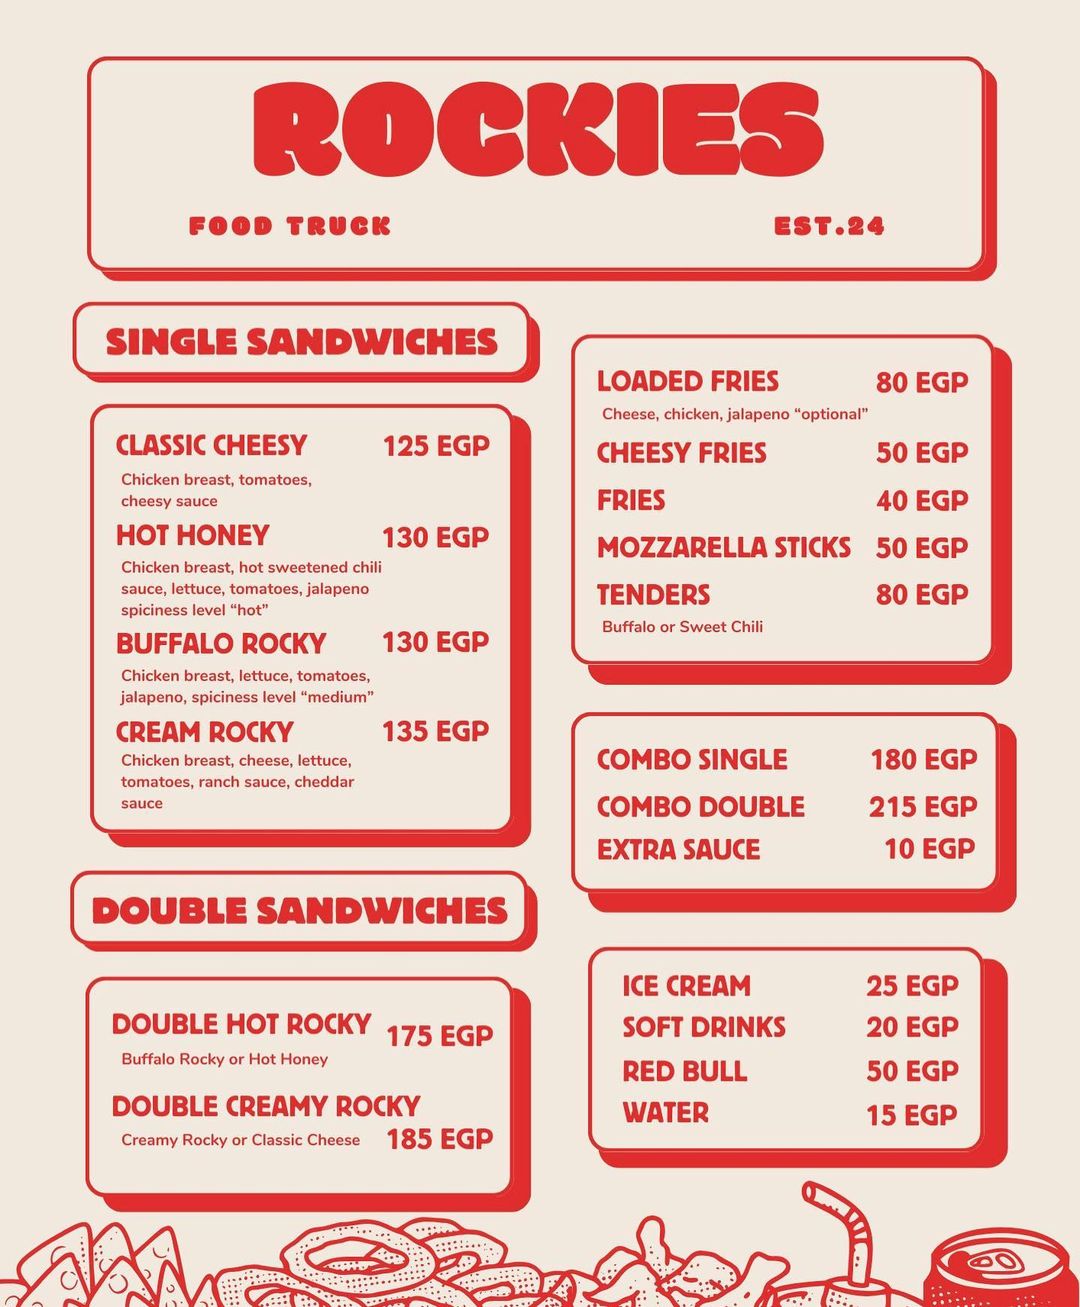 ROCKIES
FOOD TRUCK EST.24
SINGLE SANDWICHES
CLASSIC CHEESY 125 EGP
Chicken breast, tomatoes,
cheesy sauce
HOT HONEY 130 EGP
Chicken breast, hot sweetened chili
sauce, lettuce, tomatoes, jalapeno
spiciness level “hot”
BUFFALO ROCKY 130 EGP
Chicken breast, lettuce, tomatoes,
jalapeno, spiciness level “medium”
CREAM ROCKY 135 EGP
Chicken breast, cheese, lettuce,
tomatoes, ranch sauce, cheddar
sauce
DOUBLE SANDWICHES
DOUBLE HOT ROCKY 175 EGP
Buffalo Rocky or Hot Honey
DOUBLE CREAMY ROCKY
Creamy Rocky or Classic Cheese 185 EGP
LOADED FRIES 80 EGP
Cheese, chicken, jalapeno “optional”
CHEESY FRIES 50 EGP
FRIES 40 EGP
MOZZARELLA STICKS 50 EGP
TENDERS 80 EGP
Buffalo or Sweet Chili
COMBO SINGLE 180 EGP
COMBO DOUBLE 215 EGP
EXTRA SAUCE 10 EGP
ICE CREAM 25 EGP
SOFT DRINKS 20 EGP
RED BULL 50 EGP
WATER 15 EGP